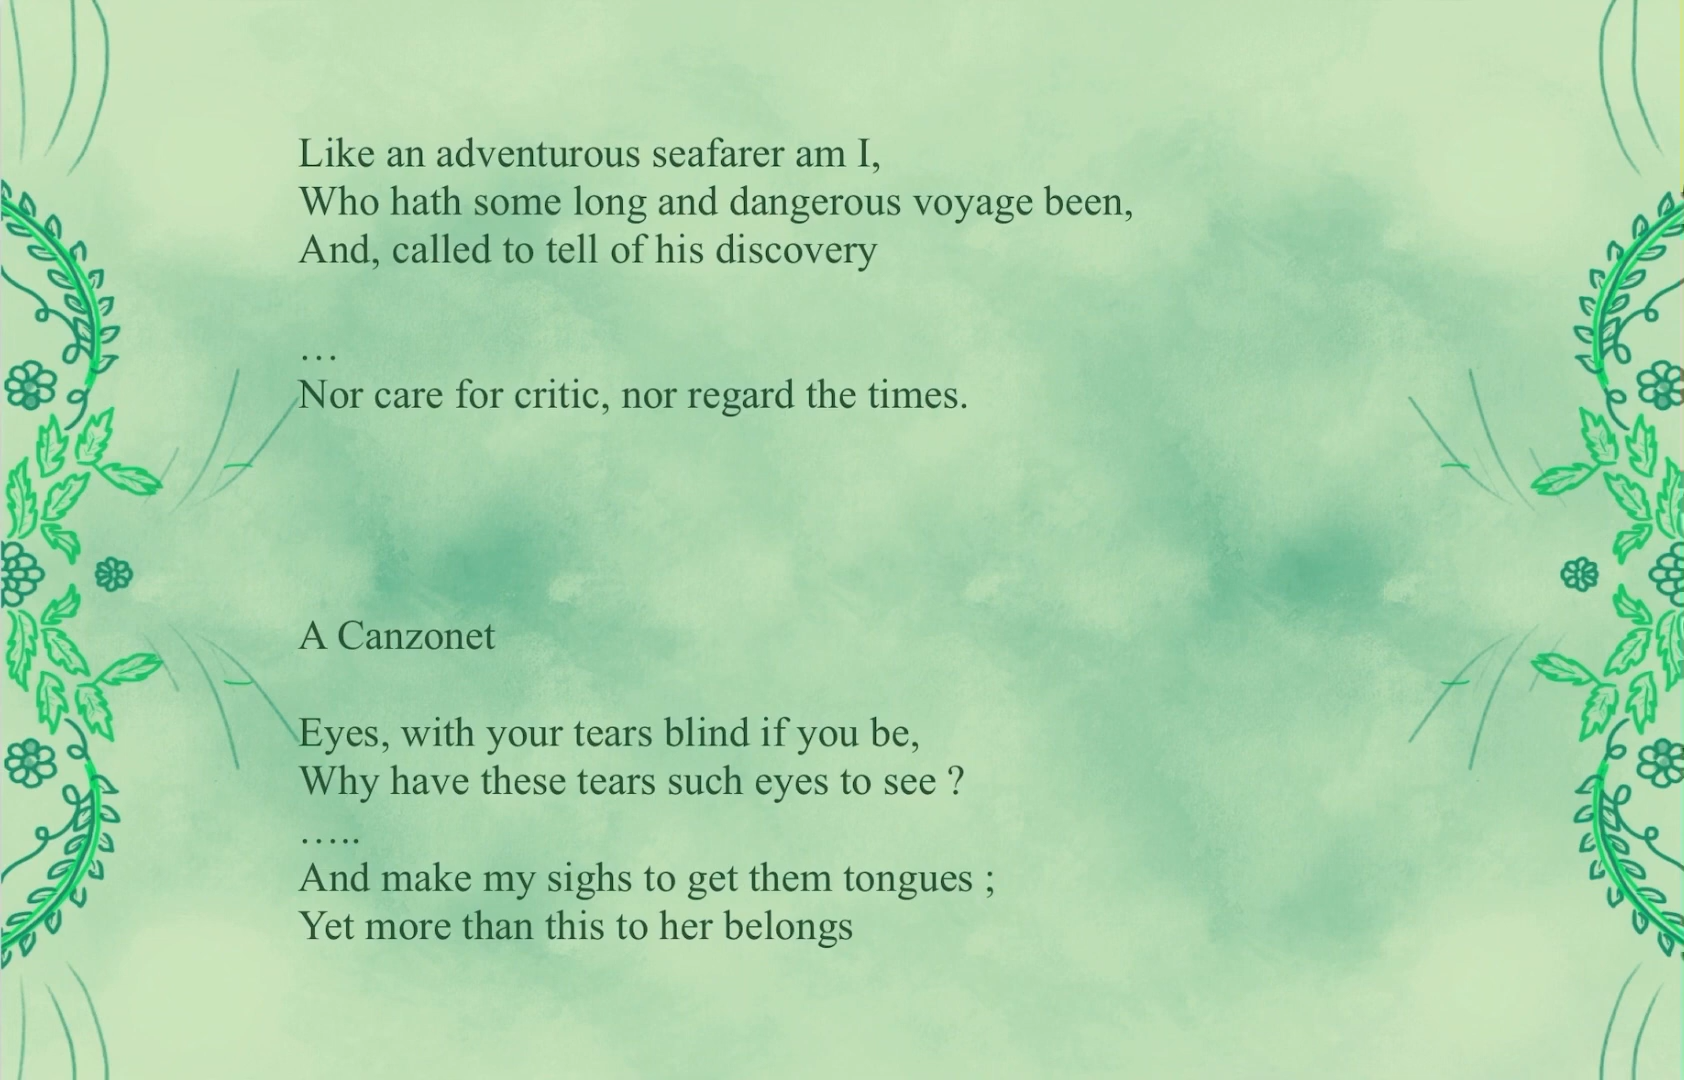 Like an adventurous seafarer am I,
Who hath some long and dangerous voyage been,
And, called to tell of his discovery
…
Nor care for critic, nor regard the times.
A Canzonet
Eyes, with your tears blind if you be,
Why have these tears such eyes to see ?
…..
And make my sighs to get them tongues ;
Yet more than this to her belongs